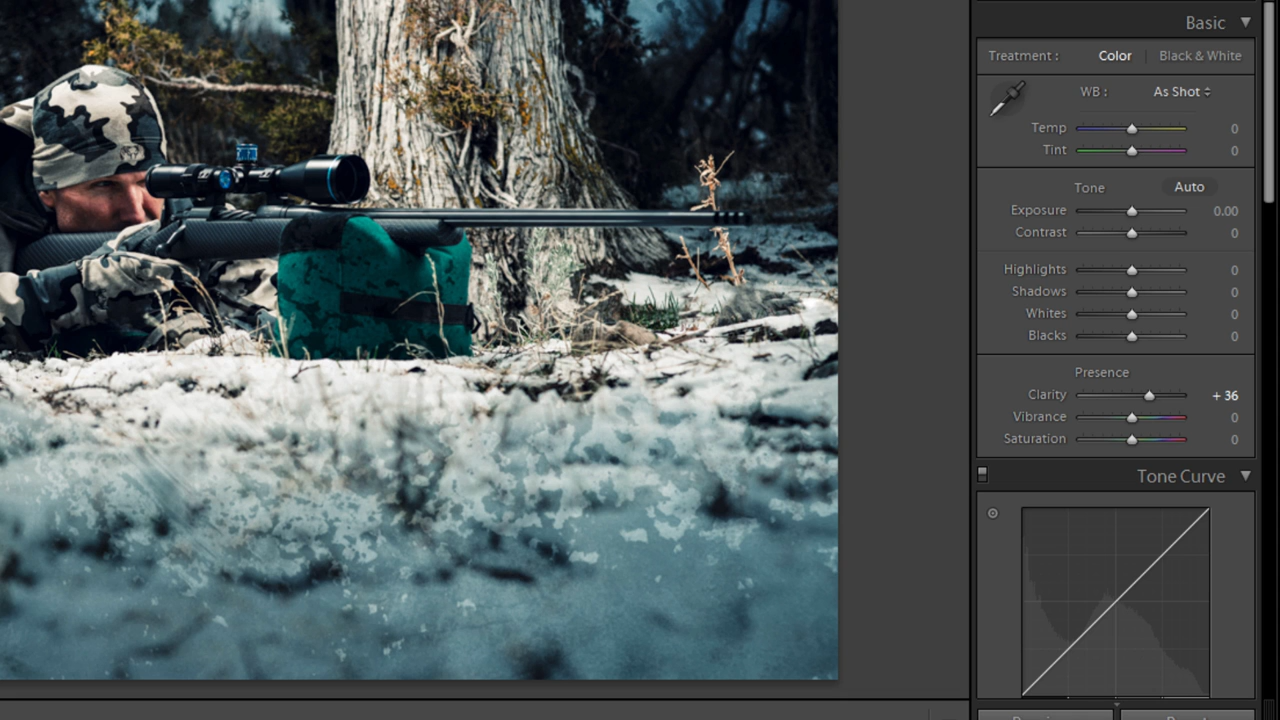 Basic
Treatment : Color Black & White
WB : As Shot
Temp 0
Tint 0
Tone Auto
Exposure 0.00
Contrast 0
Highlights 0
Shadows 0
Whites 0
Blacks 0
Presence
Clarity + 36
Vibrance 0
Saturation 0
Tone Curve